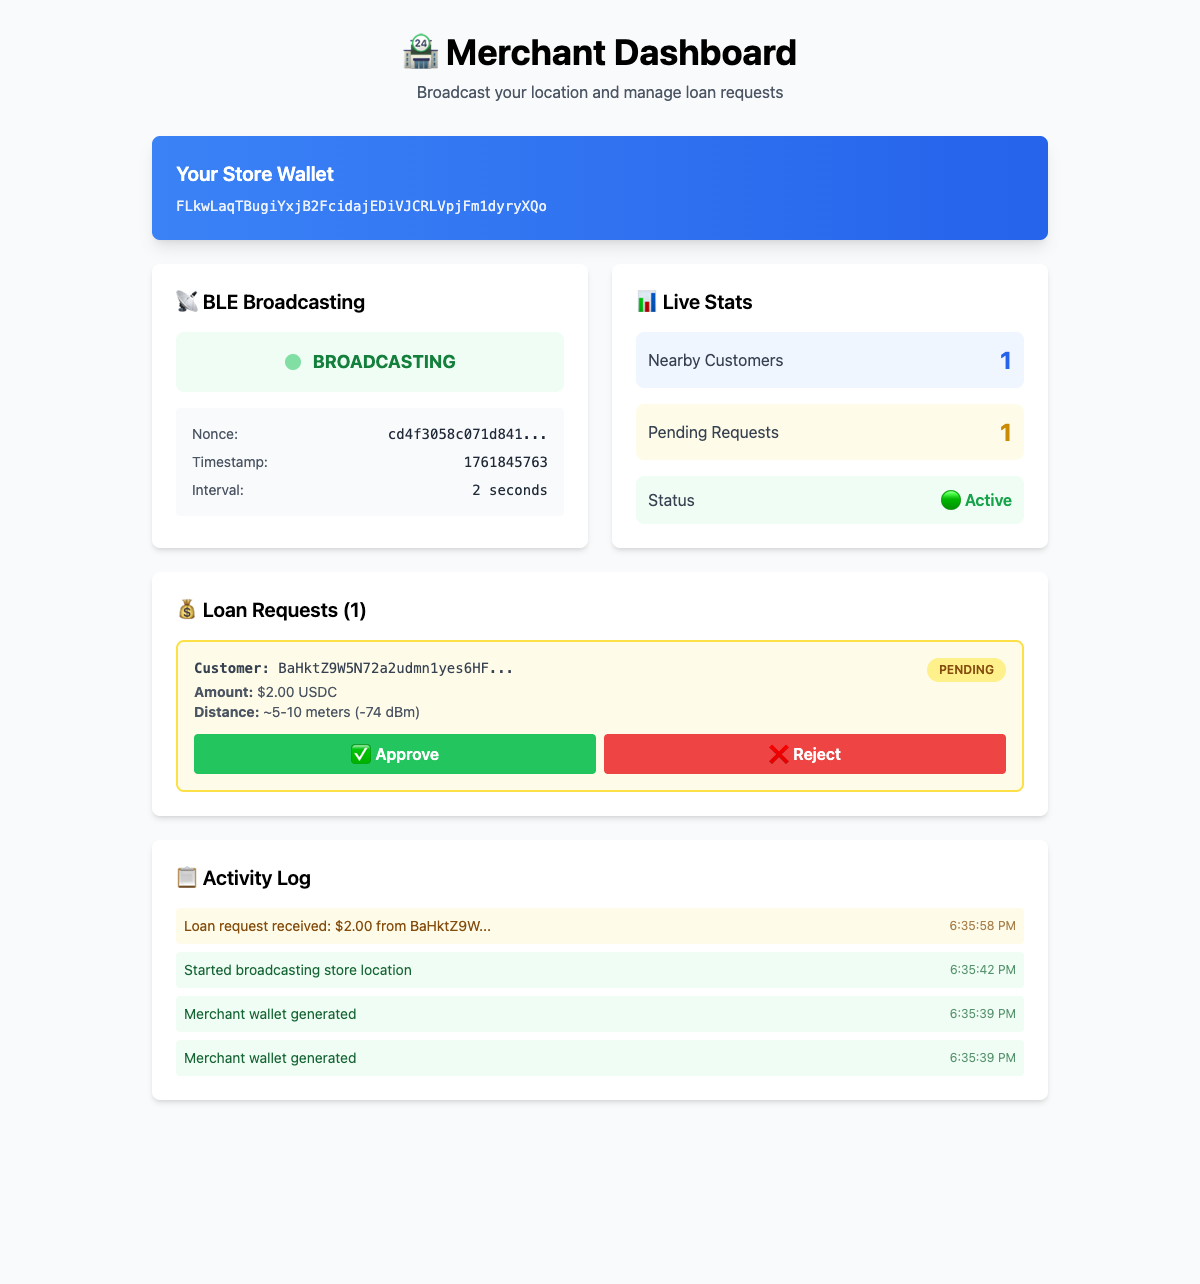 Merchant Dashboard
Broadcast your location and manage loan requests
Your Store Wallet
FLkwLaqTBugiYxjB2FcidajEDiVJCRLVpjFm1dyryXQo
BLE Broadcasting
BROADCASTING
Nonce: cd4f3058c071d841...
Timestamp: 1761845763
Interval: 2 seconds
Live Stats
Nearby Customers 1
Pending Requests 1
Status Active
Loan Requests (1)
Customer: BaHktZ9W5N72a2udmn1yes6HF...
PENDING
Amount: $2.00 USDC
Distance: ~5-10 meters (-74 dBm)
Approve
Reject
Activity Log
Loan request received: $2.00 from BaHktZ9W... 6:35:58 PM
Started broadcasting store location 6:35:42 PM
Merchant wallet generated 6:35:39 PM
Merchant wallet generated 6:35:39 PM